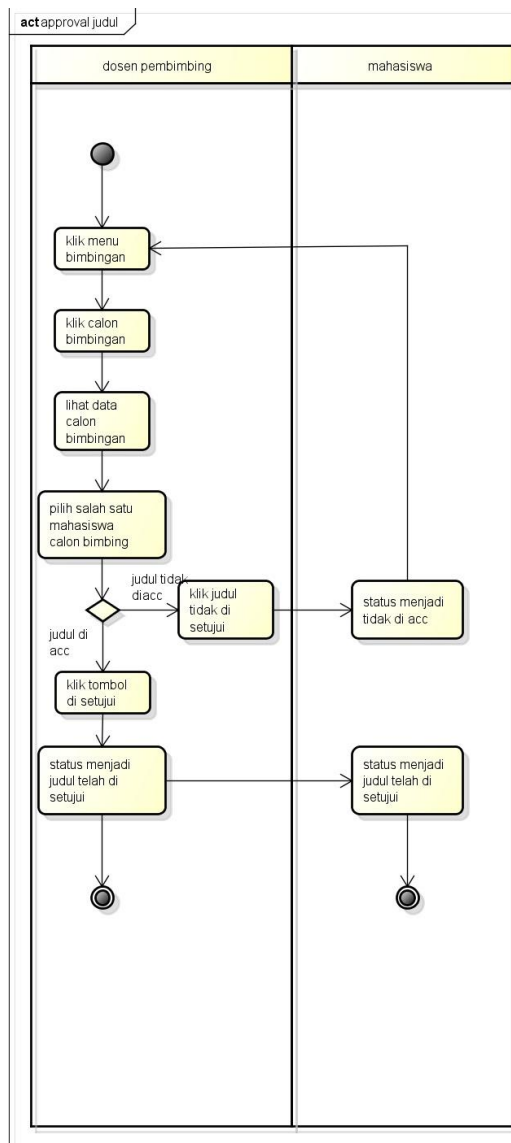 act approval judul
dosen pembimbing
mahasiswa
klik menu
bimbingan
klik calon
bimbingan
lihat data
calon
bimbingan
pilih salah satu
mahasiswa
calon bimbing
judul tidak
diacc
klik judul
tidak di
setujui
status menjadi
tidak di acc
judul di
acc
klik tombol
di setujui
status menjadi
judul telah di
setujui
status menjadi
judul telah di
setujui